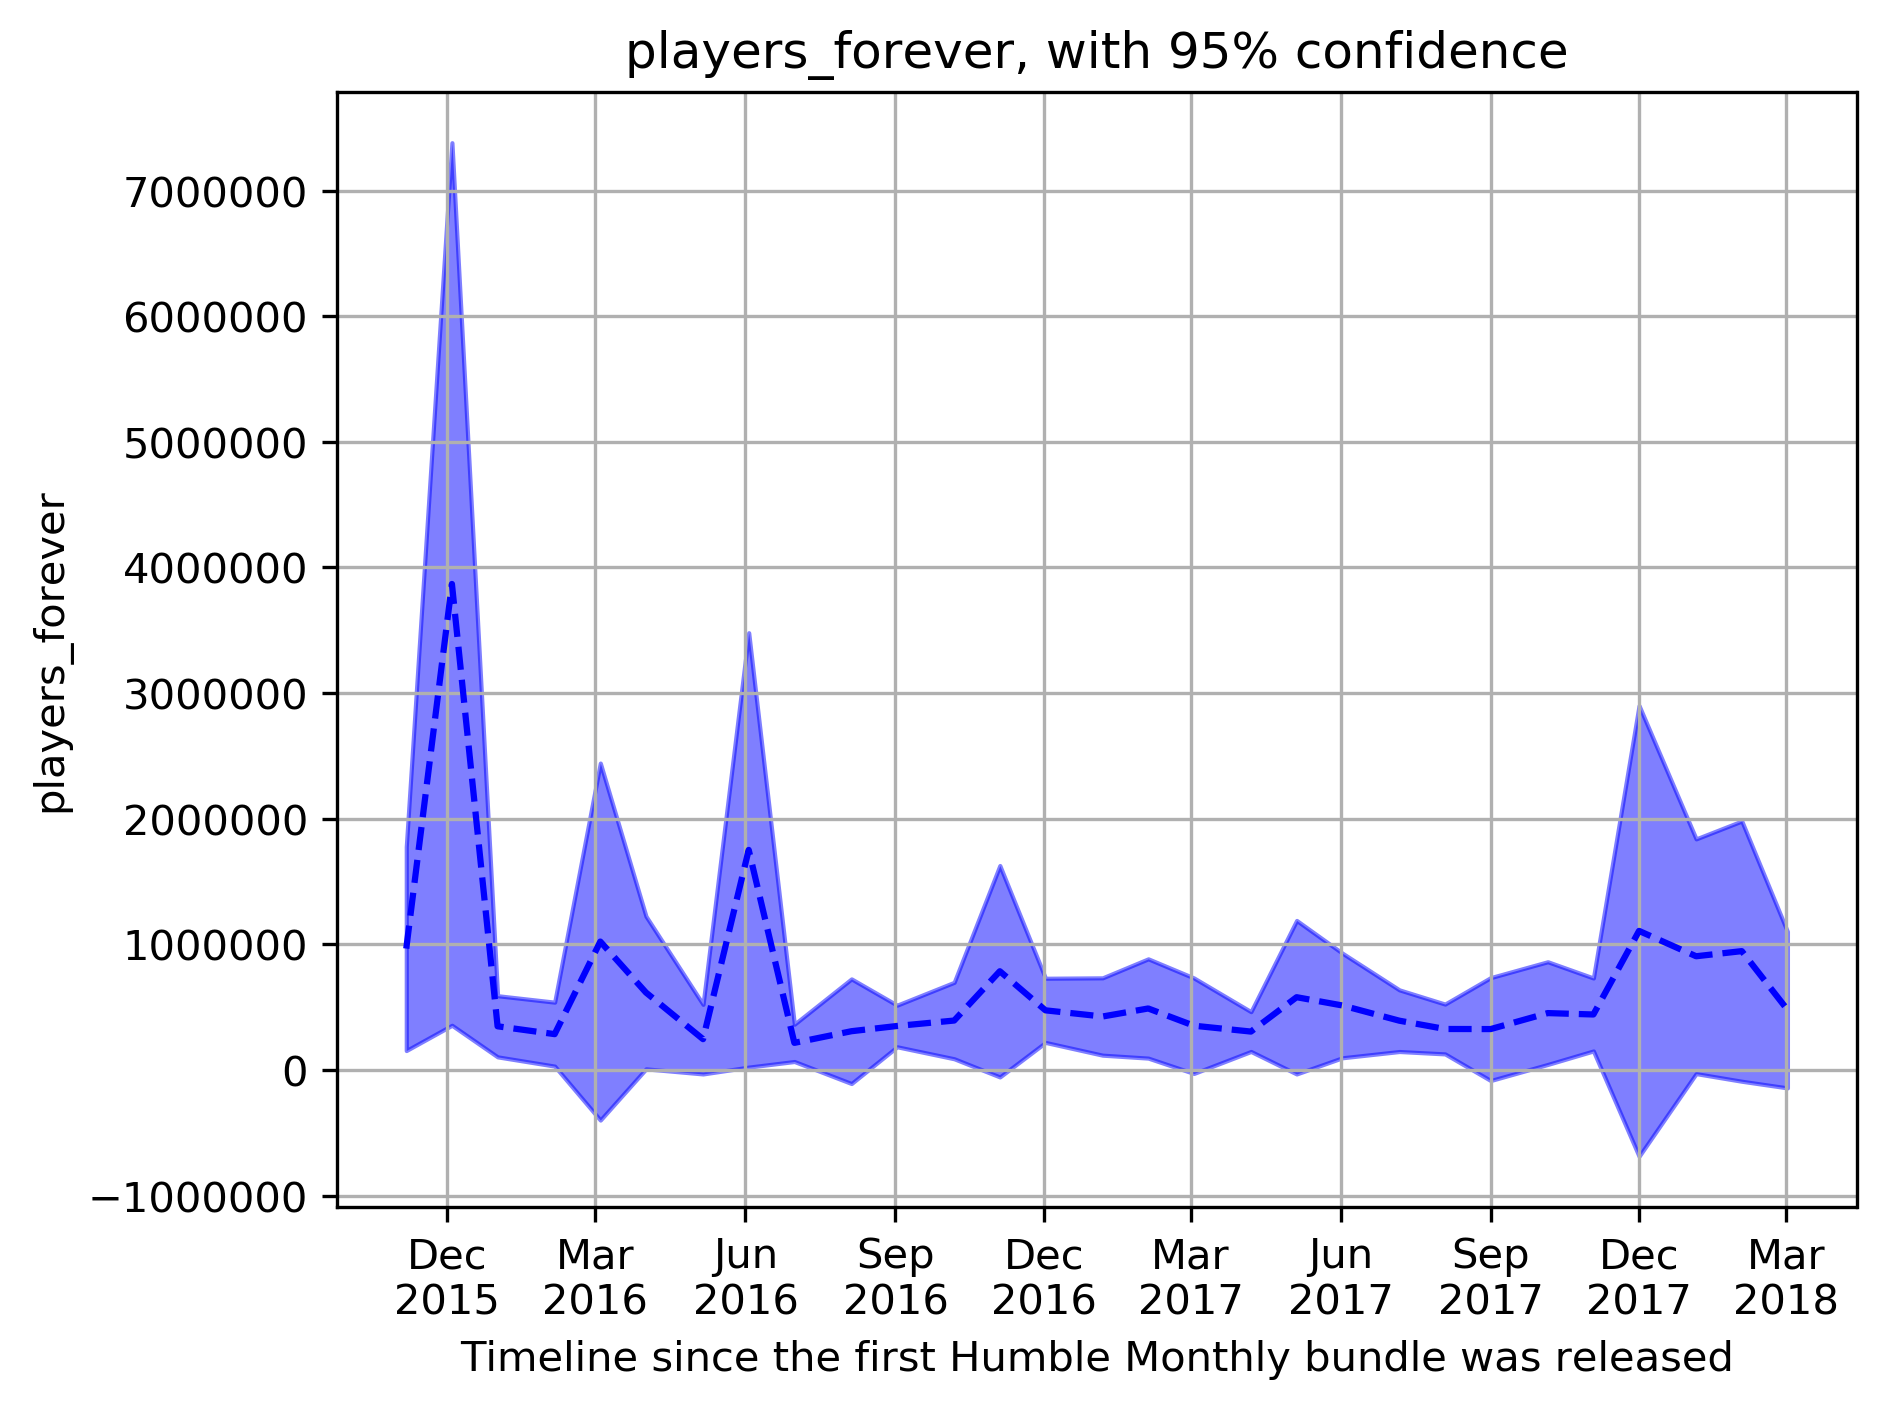 players_forever, with 95% confidence
7000000
6000000
5000000
4000000
3000000
2000000
1000000
0
−1000000
players_forever
Dec Mar Jun Sep Dec Mar Jun Sep Dec Mar
2015 2016 2016 2016 2016 2017 2017 2017 2017 2018
Timeline since the first Humble Monthly bundle was released